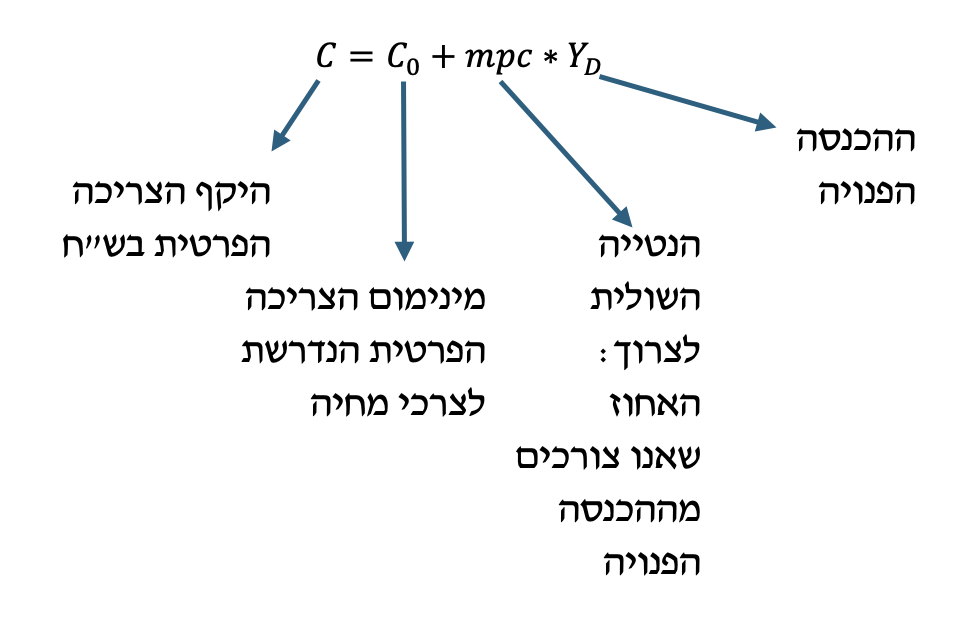 C = C₀ + mpc * Y_D
ההכנסה
הפנויה
הנטייה
השולית
לצרוך:
האחוז
שאנו צורכים
מההכנסה
הפנויה
מינימום הצריכה
הפרטית הנדרשת
לצרכי מחיה
היקף הצריכה
הפרטית בש״ח